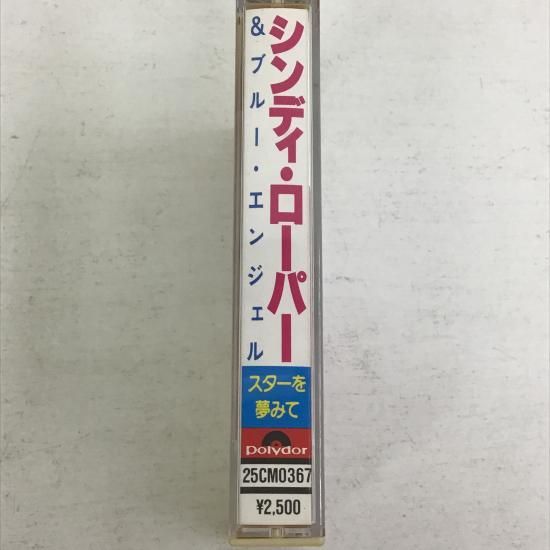 シンディ・ローパー
&ブルー・エンジェル
スターを
夢みて
polydor
25CM0367
¥2,500